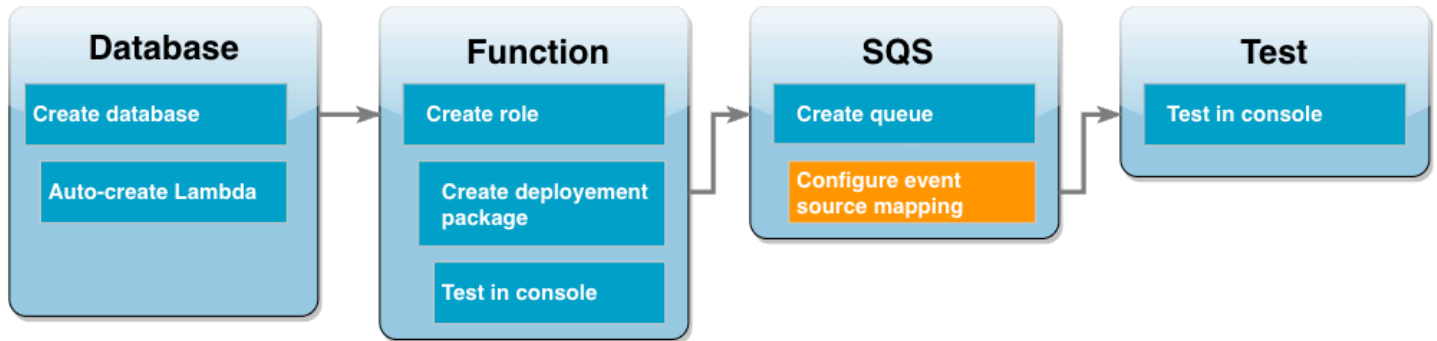 Database
Create database
Auto-create Lambda
Function
Create role
Create deployement
package
Test in console
SQS
Create queue
Configure event
source mapping
Test
Test in console